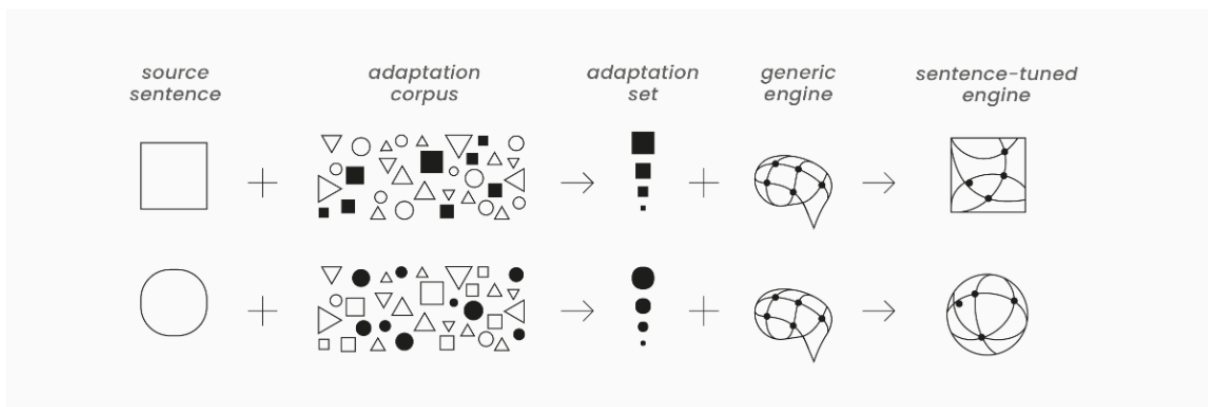 source
sentence
adaptation
corpus
adaptation
set
generic
engine
sentence-tuned
engine